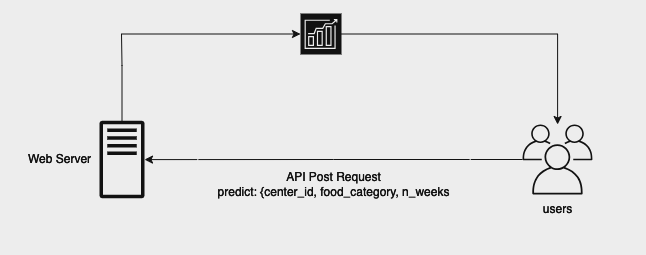 Web Server
API Post Request
predict: {center_id, food_category, n_weeks
users